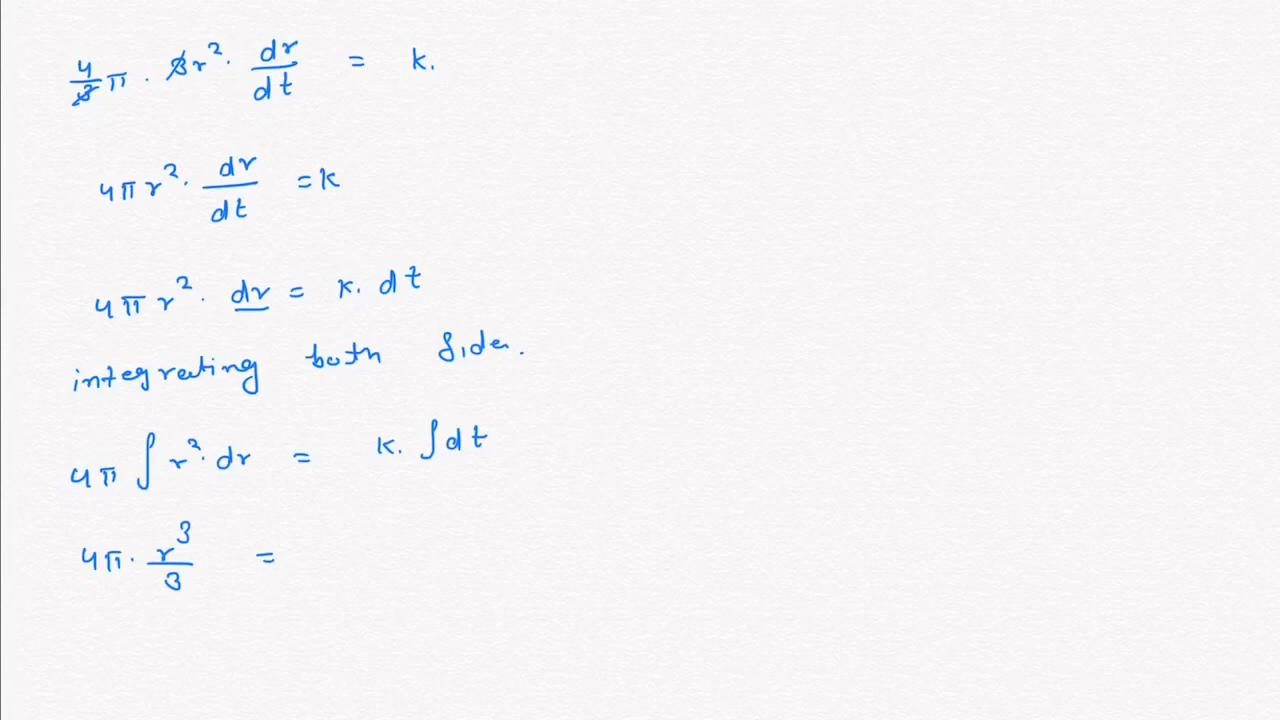 4/3 π · 3r². dr/dt = k.
4πr². dr/dt = k
4πr². dr = k. dt
integrating both side.
4π ∫ r². dr = k. ∫dt
4π. r³/3 =